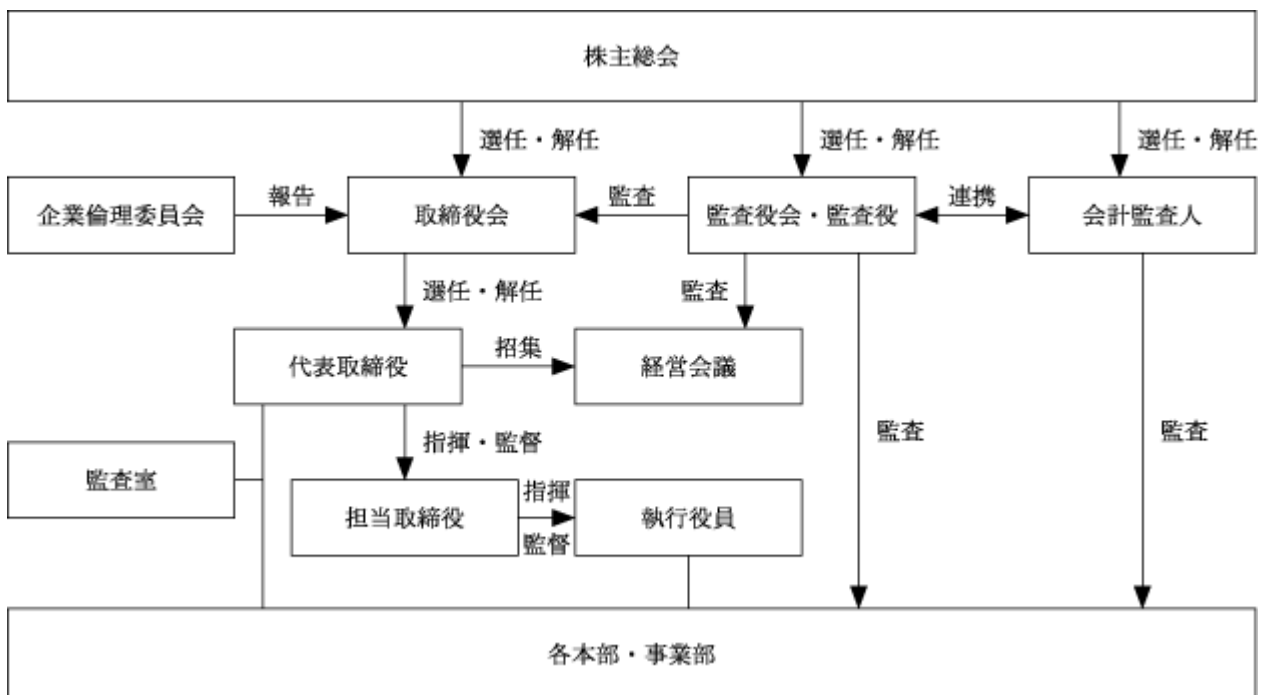 株主総会
選任・解任
選任・解任
選任・解任
企業倫理委員会
報告
取締役会
監査
監査役会・監査役
連携
会計監査人
選任・解任
監査
代表取締役
招集
経営会議
指揮・監督
監査
監査
監査室
担当取締役
指揮
監督
執行役員
各本部・事業部